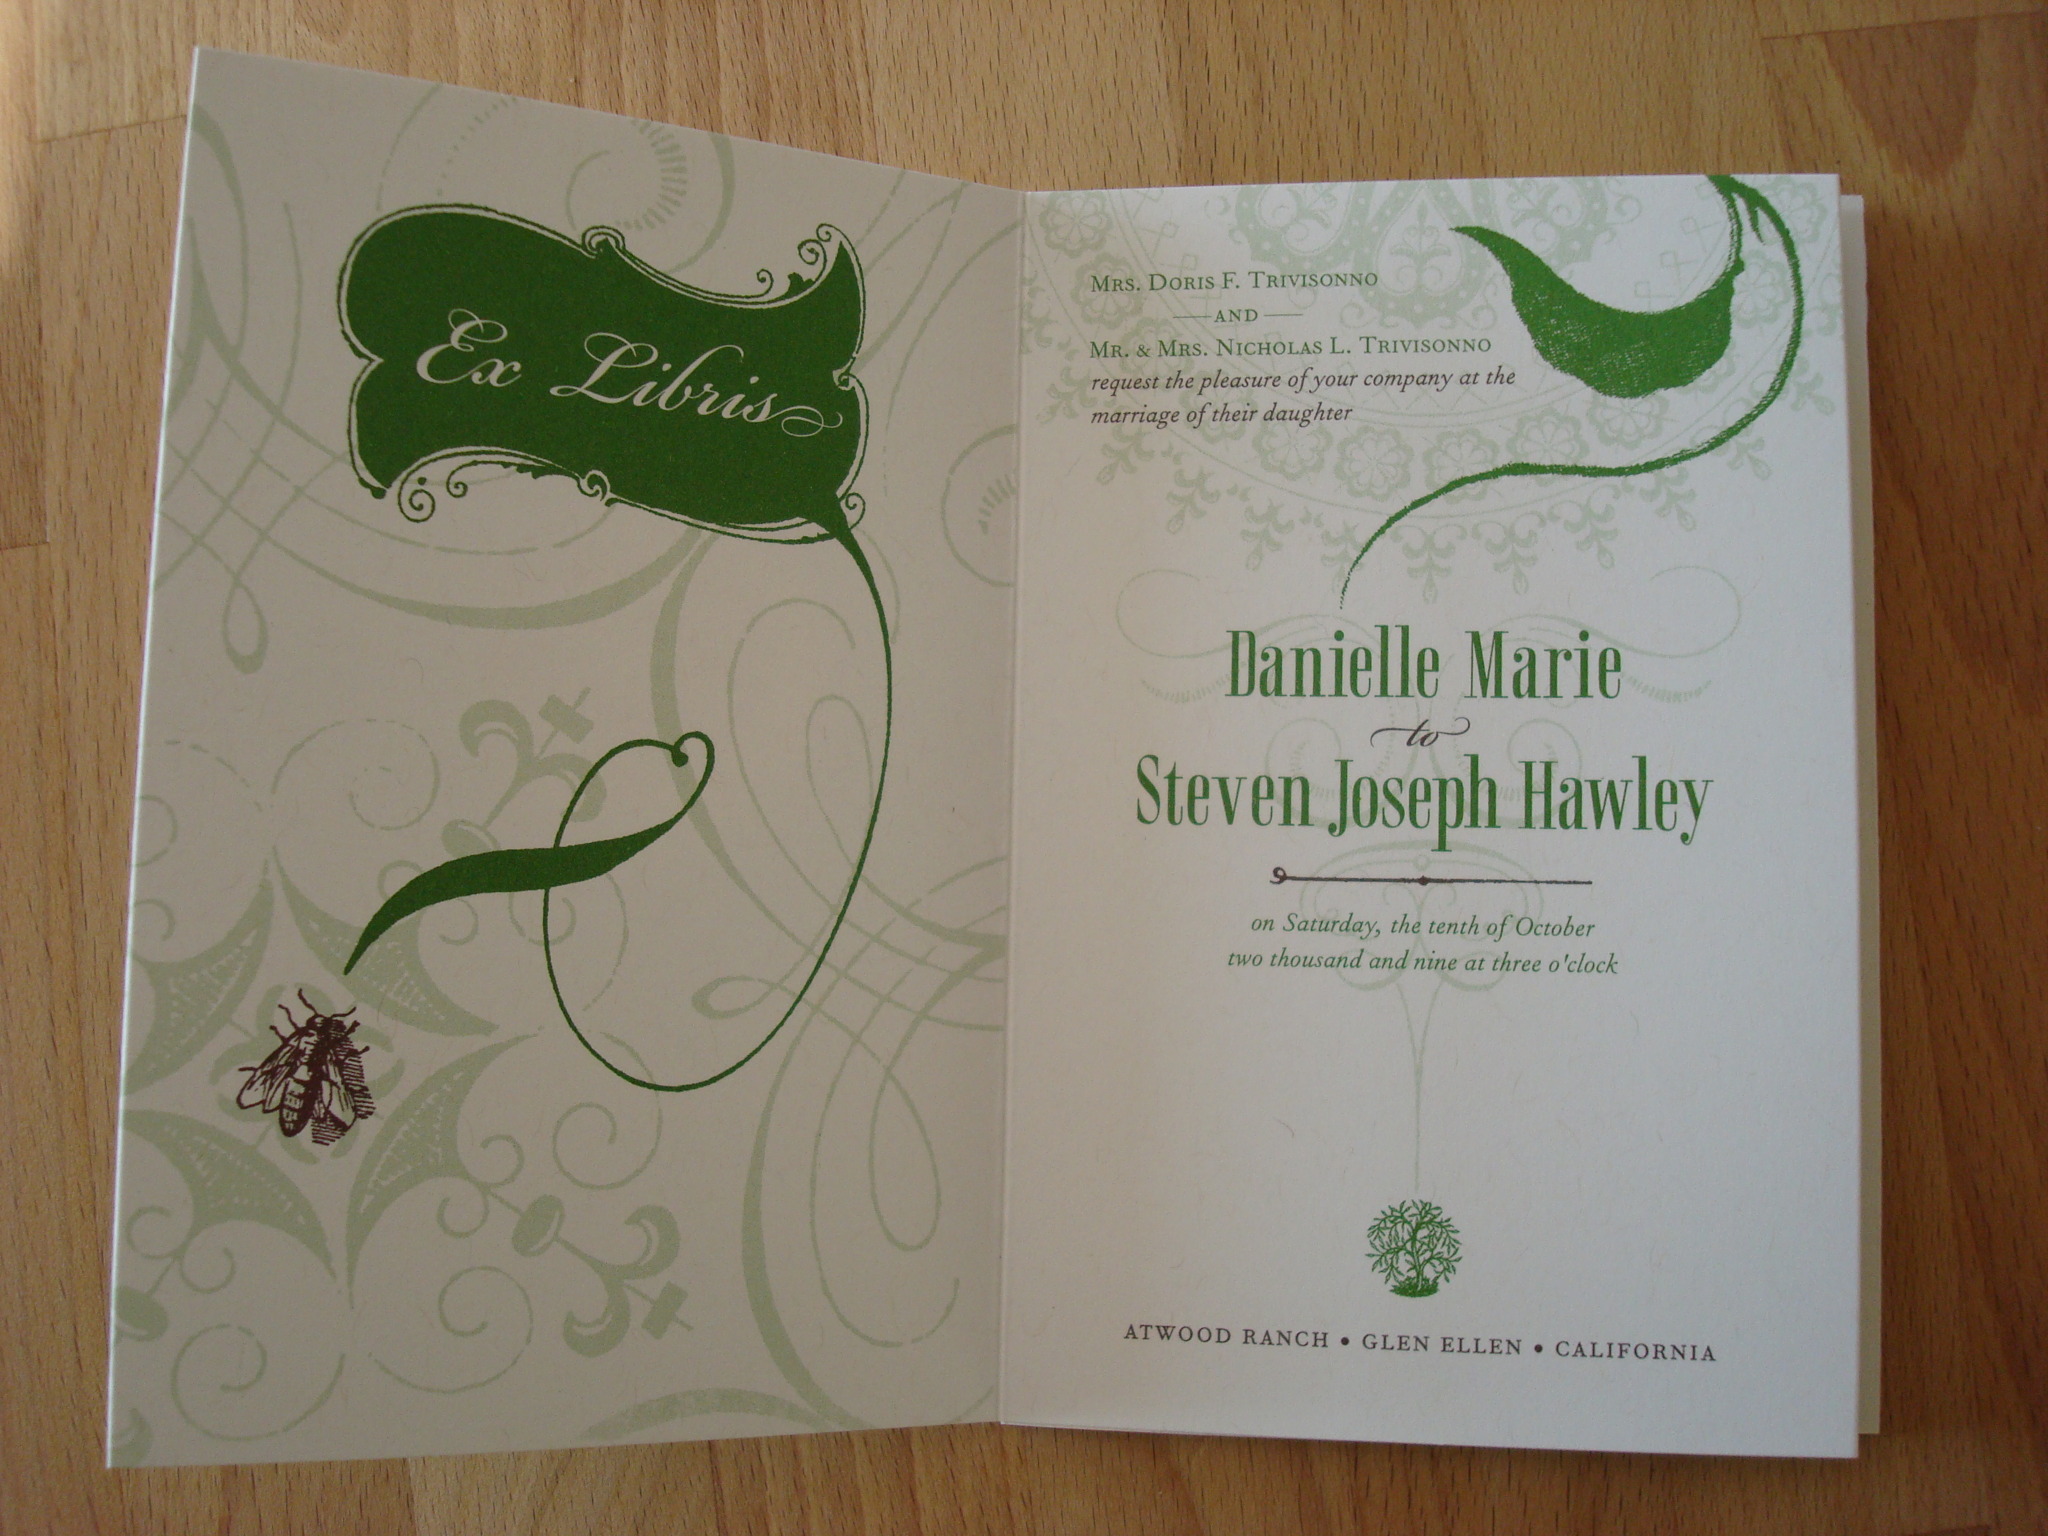 Ex Libris
Mrs. Doris F. Trivisonno
and
Mr. & Mrs. Nicholas L. Trivisonno
request the pleasure of your company at the
marriage of their daughter
Danielle Marie
to
Steven Joseph Hawley
on Saturday, the tenth of October
two thousand and nine at three o'clock
ATWOOD RANCH • GLEN ELLEN • CALIFORNIA